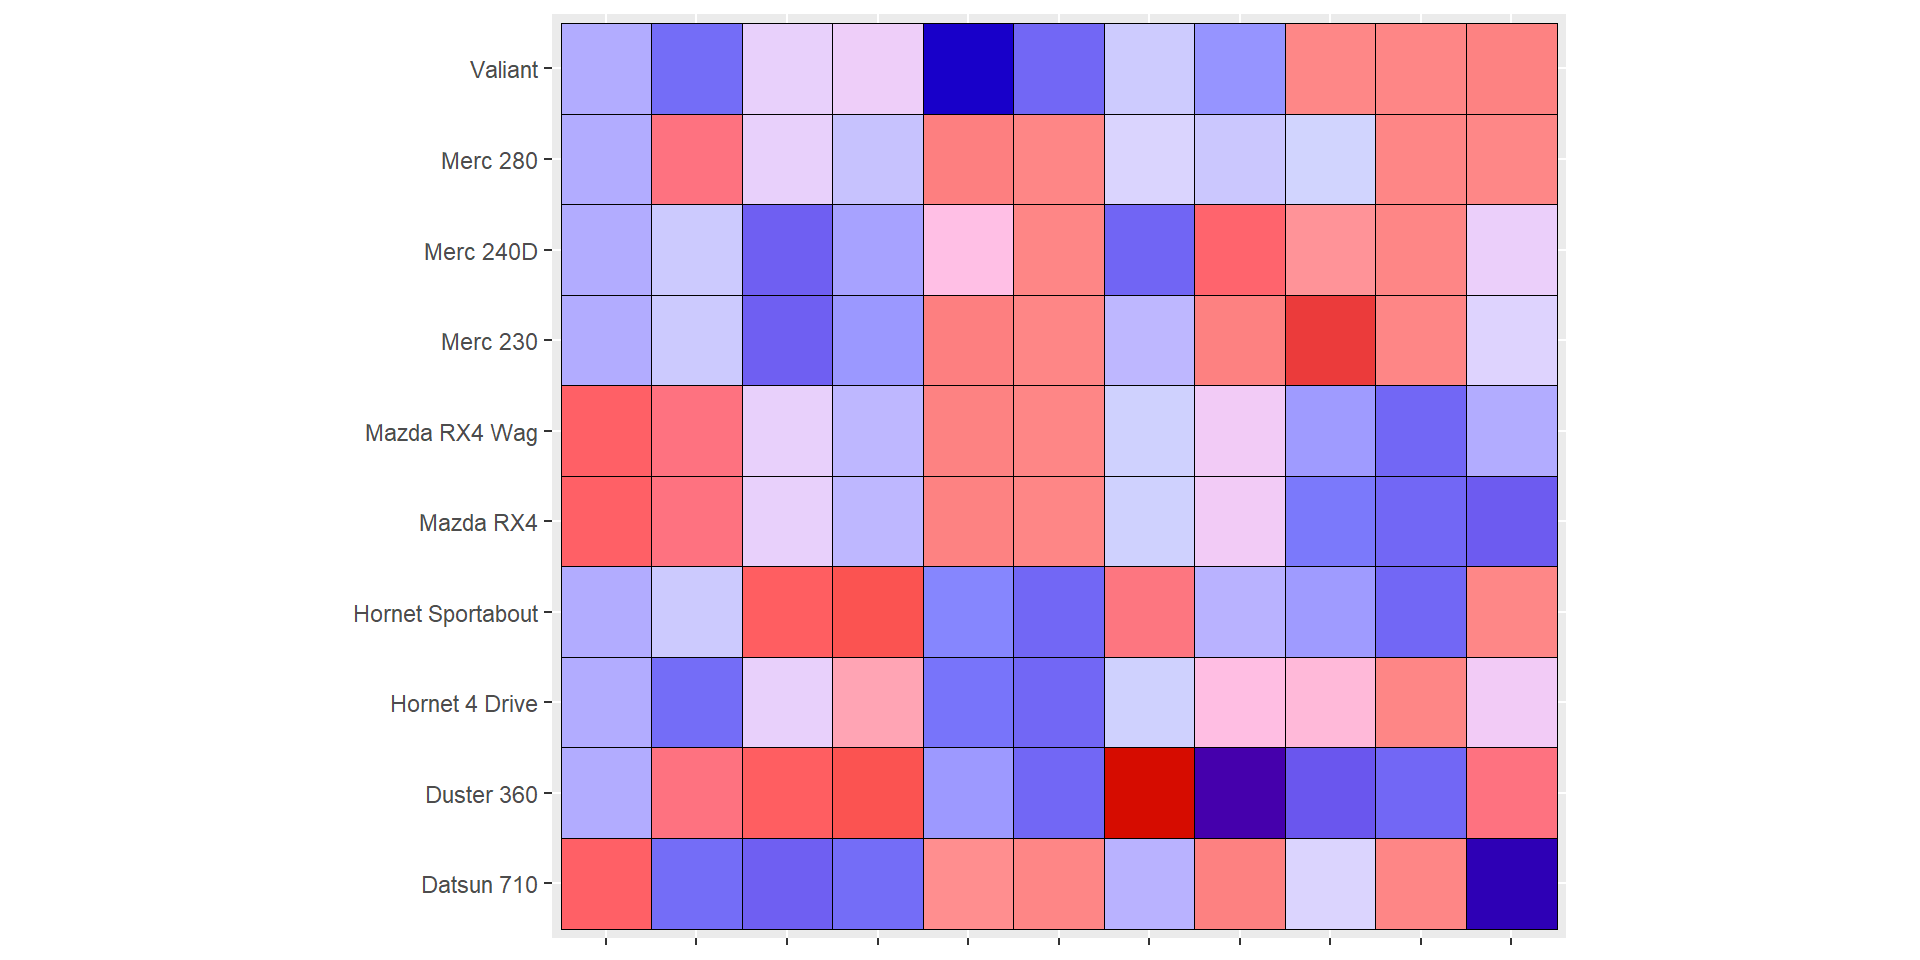 Valiant
Merc 280
Merc 240D
Merc 230
Mazda RX4 Wag
Mazda RX4
Hornet Sportabout
Hornet 4 Drive
Duster 360
Datsun 710